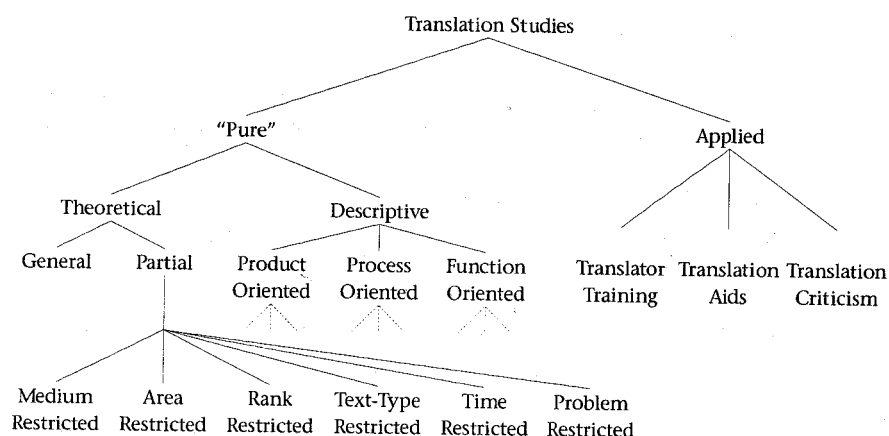 Translation Studies
"Pure"
Applied
Theoretical
Descriptive
General
Partial
Product
Oriented
Process
Oriented
Function
Oriented
Translator
Training
Translation
Aids
Translation
Criticism
Medium
Restricted
Area
Restricted
Rank
Restricted
Text-Type
Restricted
Time
Restricted
Problem
Restricted